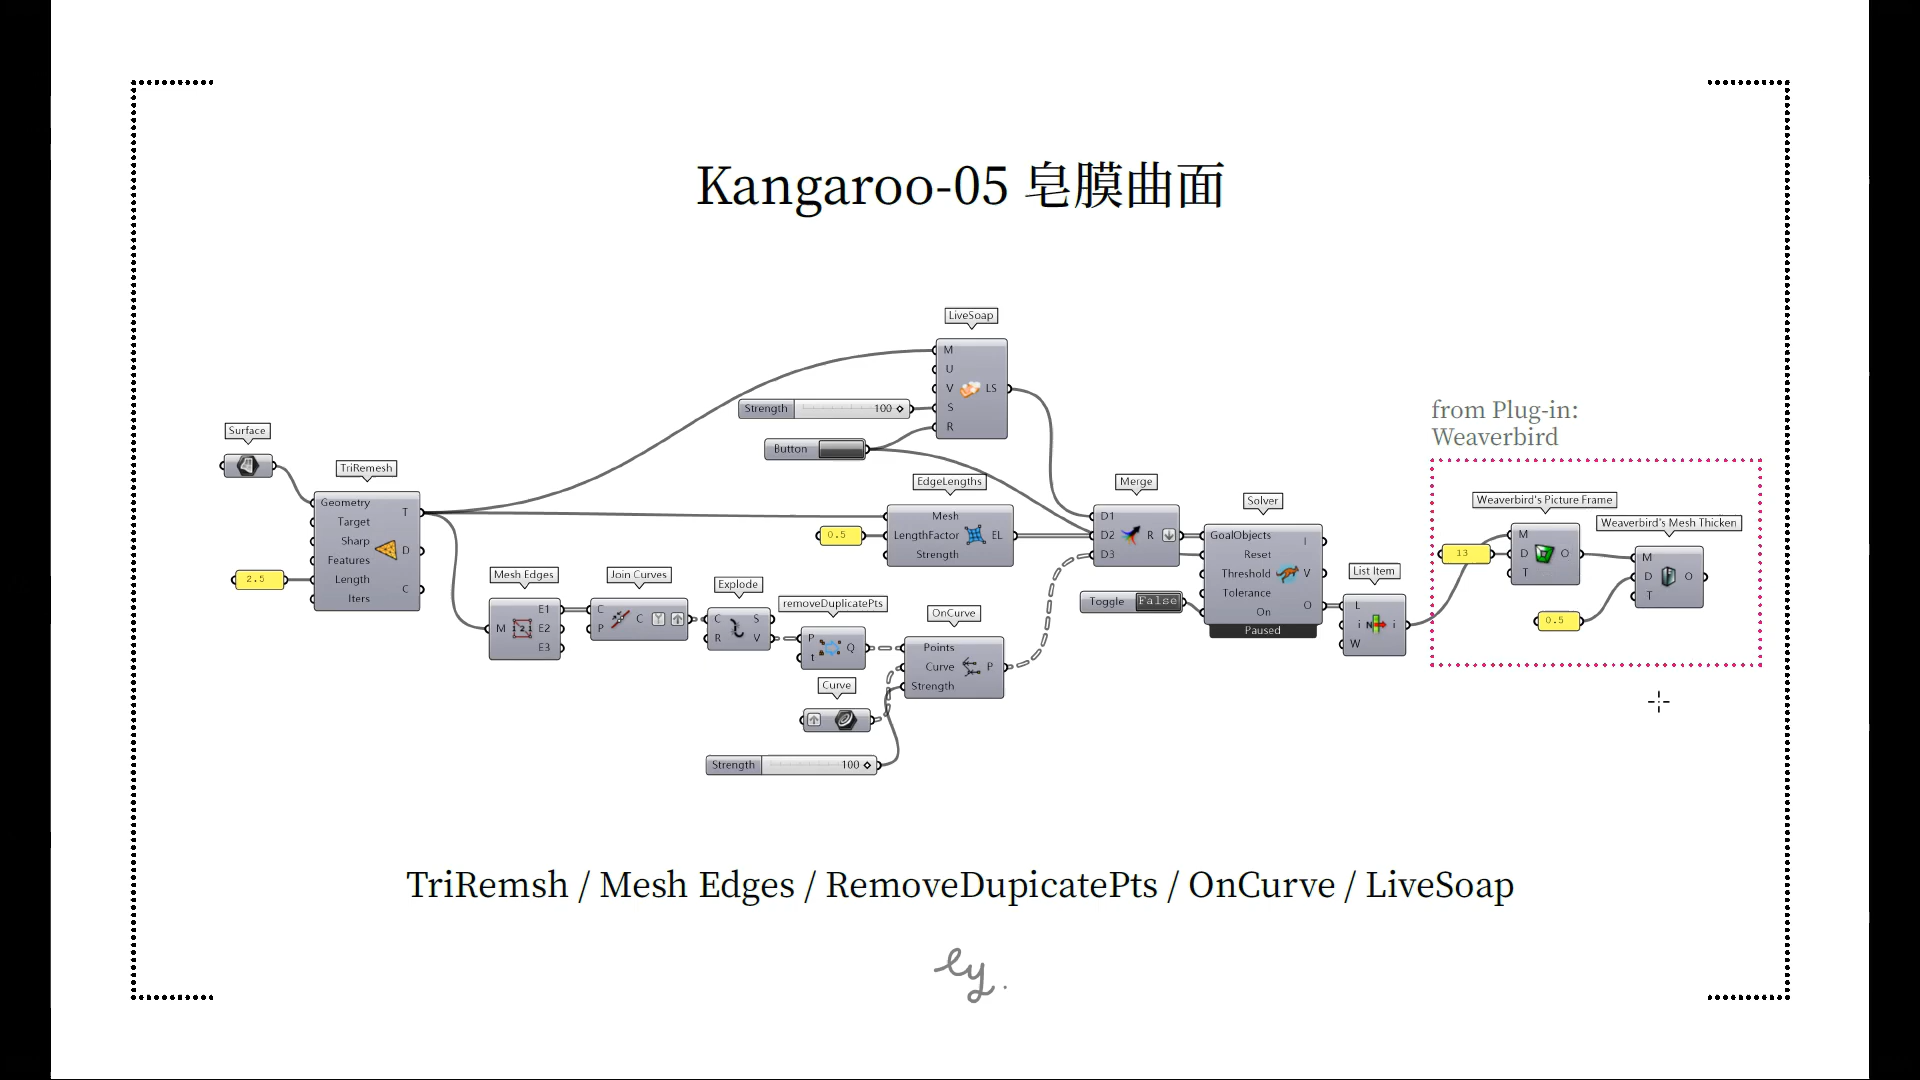 Kangaroo-05 皂膜曲面
LiveSoap
M
U
V
S
R
LS
Strength 100
Button
Surface
TriRemesh
Geometry
Target
Sharp
Features
Length
Iters
T
D
C
2.5
EdgeLengths
Mesh
LengthFactor
Strength
EL
0.5
Mesh Edges
M
E1
E2
E3
Join Curves
C
P
C
Explode
C
R
S
V
removeDuplicatePts
P
t
Q
OnCurve
Points
Curve
Strength
P
Curve
Strength 100
Merge
D1
D2
D3
R
Toggle False
Solver
GoalObjects
Reset
Threshold
Tolerance
On
I
V
O
Paused
List Item
L
i
W
i
from Plug-in:
Weaverbird
Weaverbird's Picture Frame
13
M
D
T
O
Weaverbird's Mesh Thicken
0.5
M
D
T
O
TriRemsh / Mesh Edges / RemoveDupicatePts / OnCurve / LiveSoap
ly.